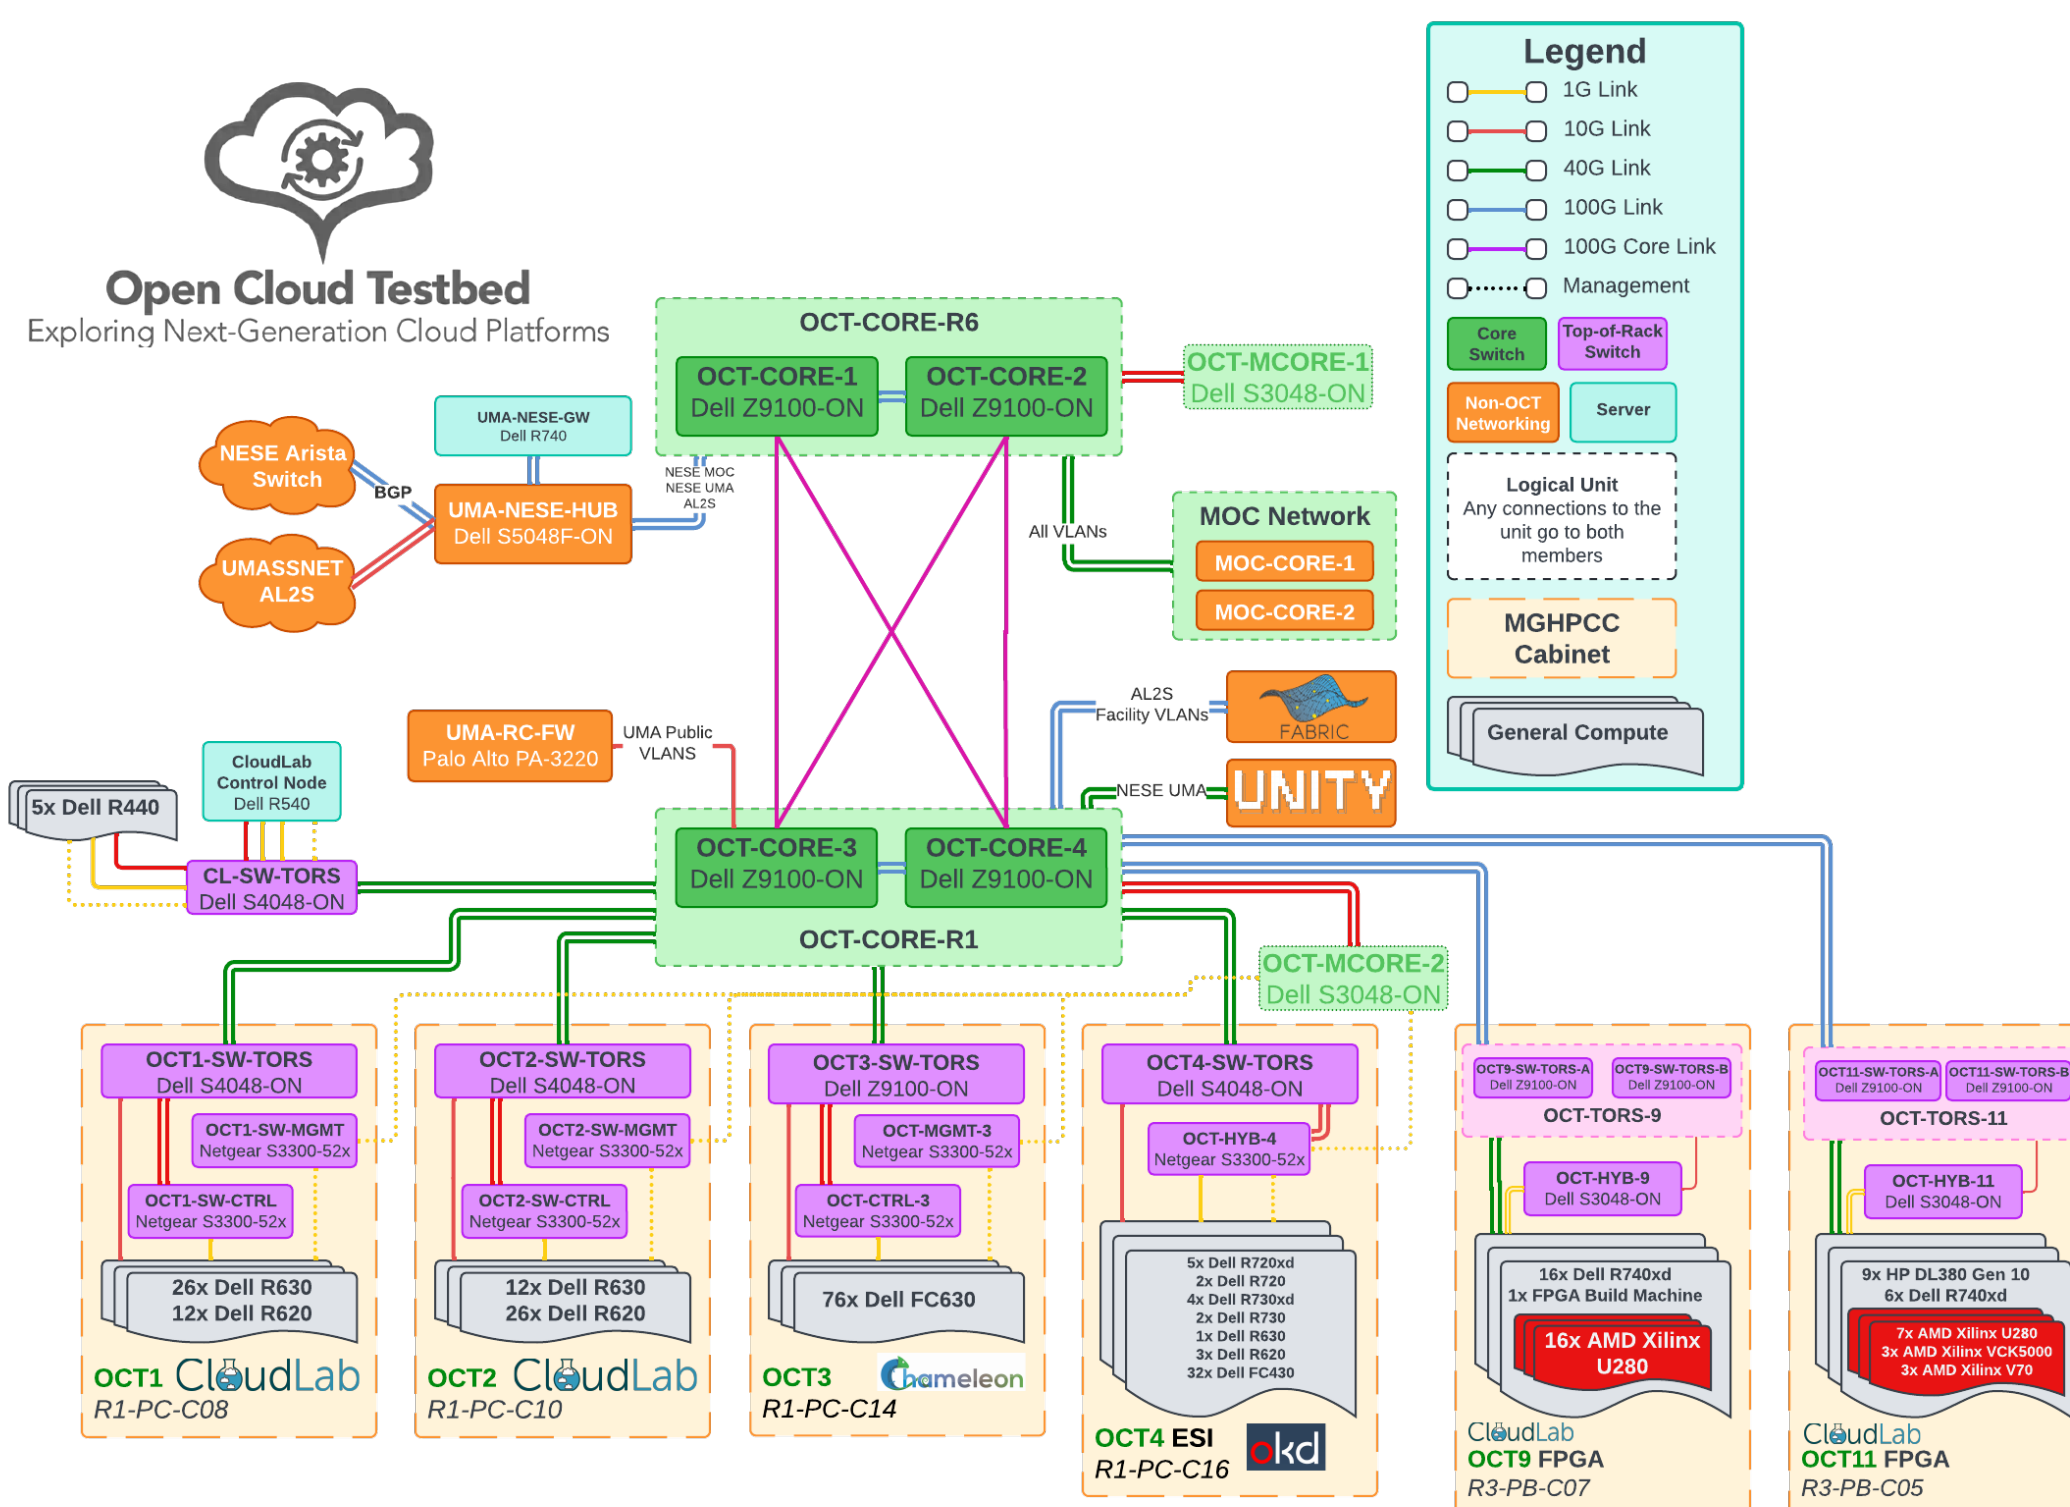 Open Cloud Testbed
Exploring Next-Generation Cloud Platforms
Legend
1G Link
10G Link
40G Link
100G Link
100G Core Link
Management
Core
Switch
Top-of-Rack
Switch
Non-OCT
Networking
Server
Logical Unit
Any connections to the
unit go to both
members
MGHPCC
Cabinet
General Compute
OCT-CORE-R6
OCT-CORE-1
Dell Z9100-ON
OCT-CORE-2
Dell Z9100-ON
OCT-MCORE-1
Dell S3048-ON
UMA-NESE-GW
Dell R740
NESE Arista
Switch
BGP
UMA-NESE-HUB
Dell S5048F-ON
NESE MOC
NESE UMA
AL2S
UMASSNET
AL2S
All VLANs
MOC Network
MOC-CORE-1
MOC-CORE-2
AL2S
Facility VLANs
FABRIC
NESE UMA
UNITY
UMA-RC-FW
Palo Alto PA-3220
UMA Public
VLANS
CloudLab
Control Node
Dell R540
5x Dell R440
CL-SW-TORS
Dell S4048-ON
OCT-CORE-3
Dell Z9100-ON
OCT-CORE-4
Dell Z9100-ON
OCT-CORE-R1
OCT-MCORE-2
Dell S3048-ON
OCT1-SW-TORS
Dell S4048-ON
OCT1-SW-MGMT
Netgear S3300-52x
OCT1-SW-CTRL
Netgear S3300-52x
26x Dell R630
12x Dell R620
OCT1 CloudLab
R1-PC-C08
OCT2-SW-TORS
Dell S4048-ON
OCT2-SW-MGMT
Netgear S3300-52x
OCT2-SW-CTRL
Netgear S3300-52x
12x Dell R630
26x Dell R620
OCT2 CloudLab
R1-PC-C10
OCT3-SW-TORS
Dell Z9100-ON
OCT-MGMT-3
Netgear S3300-52x
OCT-CTRL-3
Netgear S3300-52x
76x Dell FC630
OCT3 Chameleon
R1-PC-C14
OCT4-SW-TORS
Dell S4048-ON
OCT-HYB-4
Netgear S3300-52x
5x Dell R720xd
2x Dell R720
4x Dell R730xd
2x Dell R730
1x Dell R630
3x Dell R620
32x Dell FC430
OCT4 ESI okd
R1-PC-C16
OCT9-SW-TORS-A
Dell Z9100-ON
OCT9-SW-TORS-B
Dell Z9100-ON
OCT-TORS-9
OCT-HYB-9
Dell S3048-ON
16x Dell R740xd
1x FPGA Build Machine
16x AMD Xilinx
U280
CloudLab
OCT9 FPGA
R3-PB-C07
OCT11-SW-TORS-A
Dell Z9100-ON
OCT11-SW-TORS-B
Dell Z9100-ON
OCT-TORS-11
OCT-HYB-11
Dell S3048-ON
9x HP DL380 Gen 10
6x Dell R740xd
7x AMD Xilinx U280
3x AMD Xilinx VCK5000
3x AMD Xilinx V70
CloudLab
OCT11 FPGA
R3-PB-C05